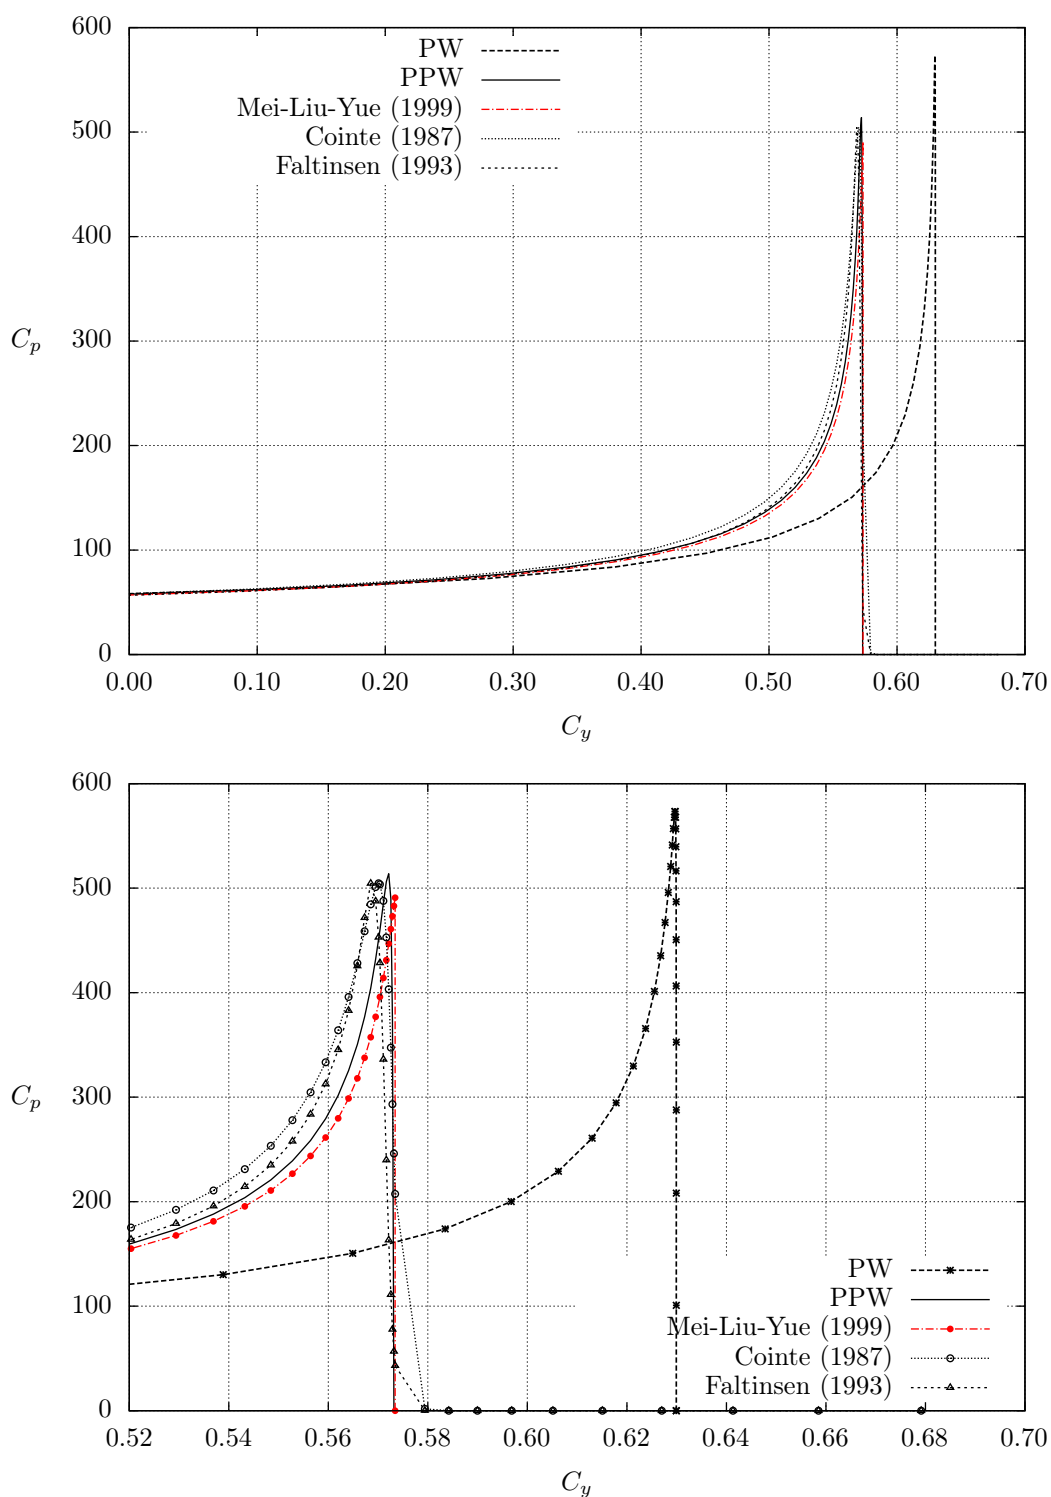 600
500
400
300
200
100
0
C_p
PW
PPW
Mei-Liu-Yue (1999)
Cointe (1987)
Faltinsen (1993)
0.00 0.10 0.20 0.30 0.40 0.50 0.60 0.70
C_y
600
500
400
300
200
100
0
C_p
PW
PPW
Mei-Liu-Yue (1999)
Cointe (1987)
Faltinsen (1993)
0.52 0.54 0.56 0.58 0.60 0.62 0.64 0.66 0.68 0.70
C_y